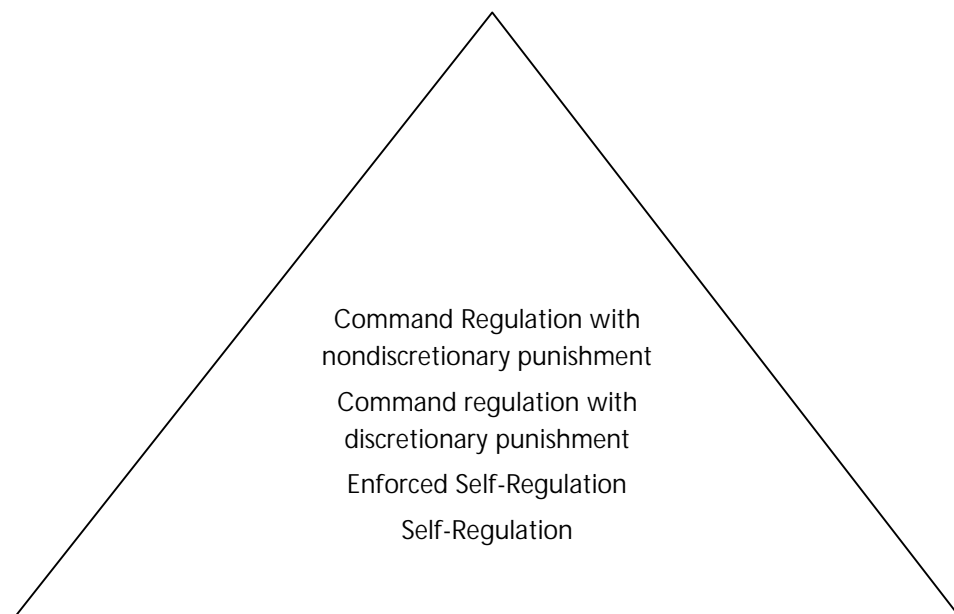 Command Regulation with
nondiscretionary punishment
Command regulation with
discretionary punishment
Enforced Self-Regulation
Self-Regulation